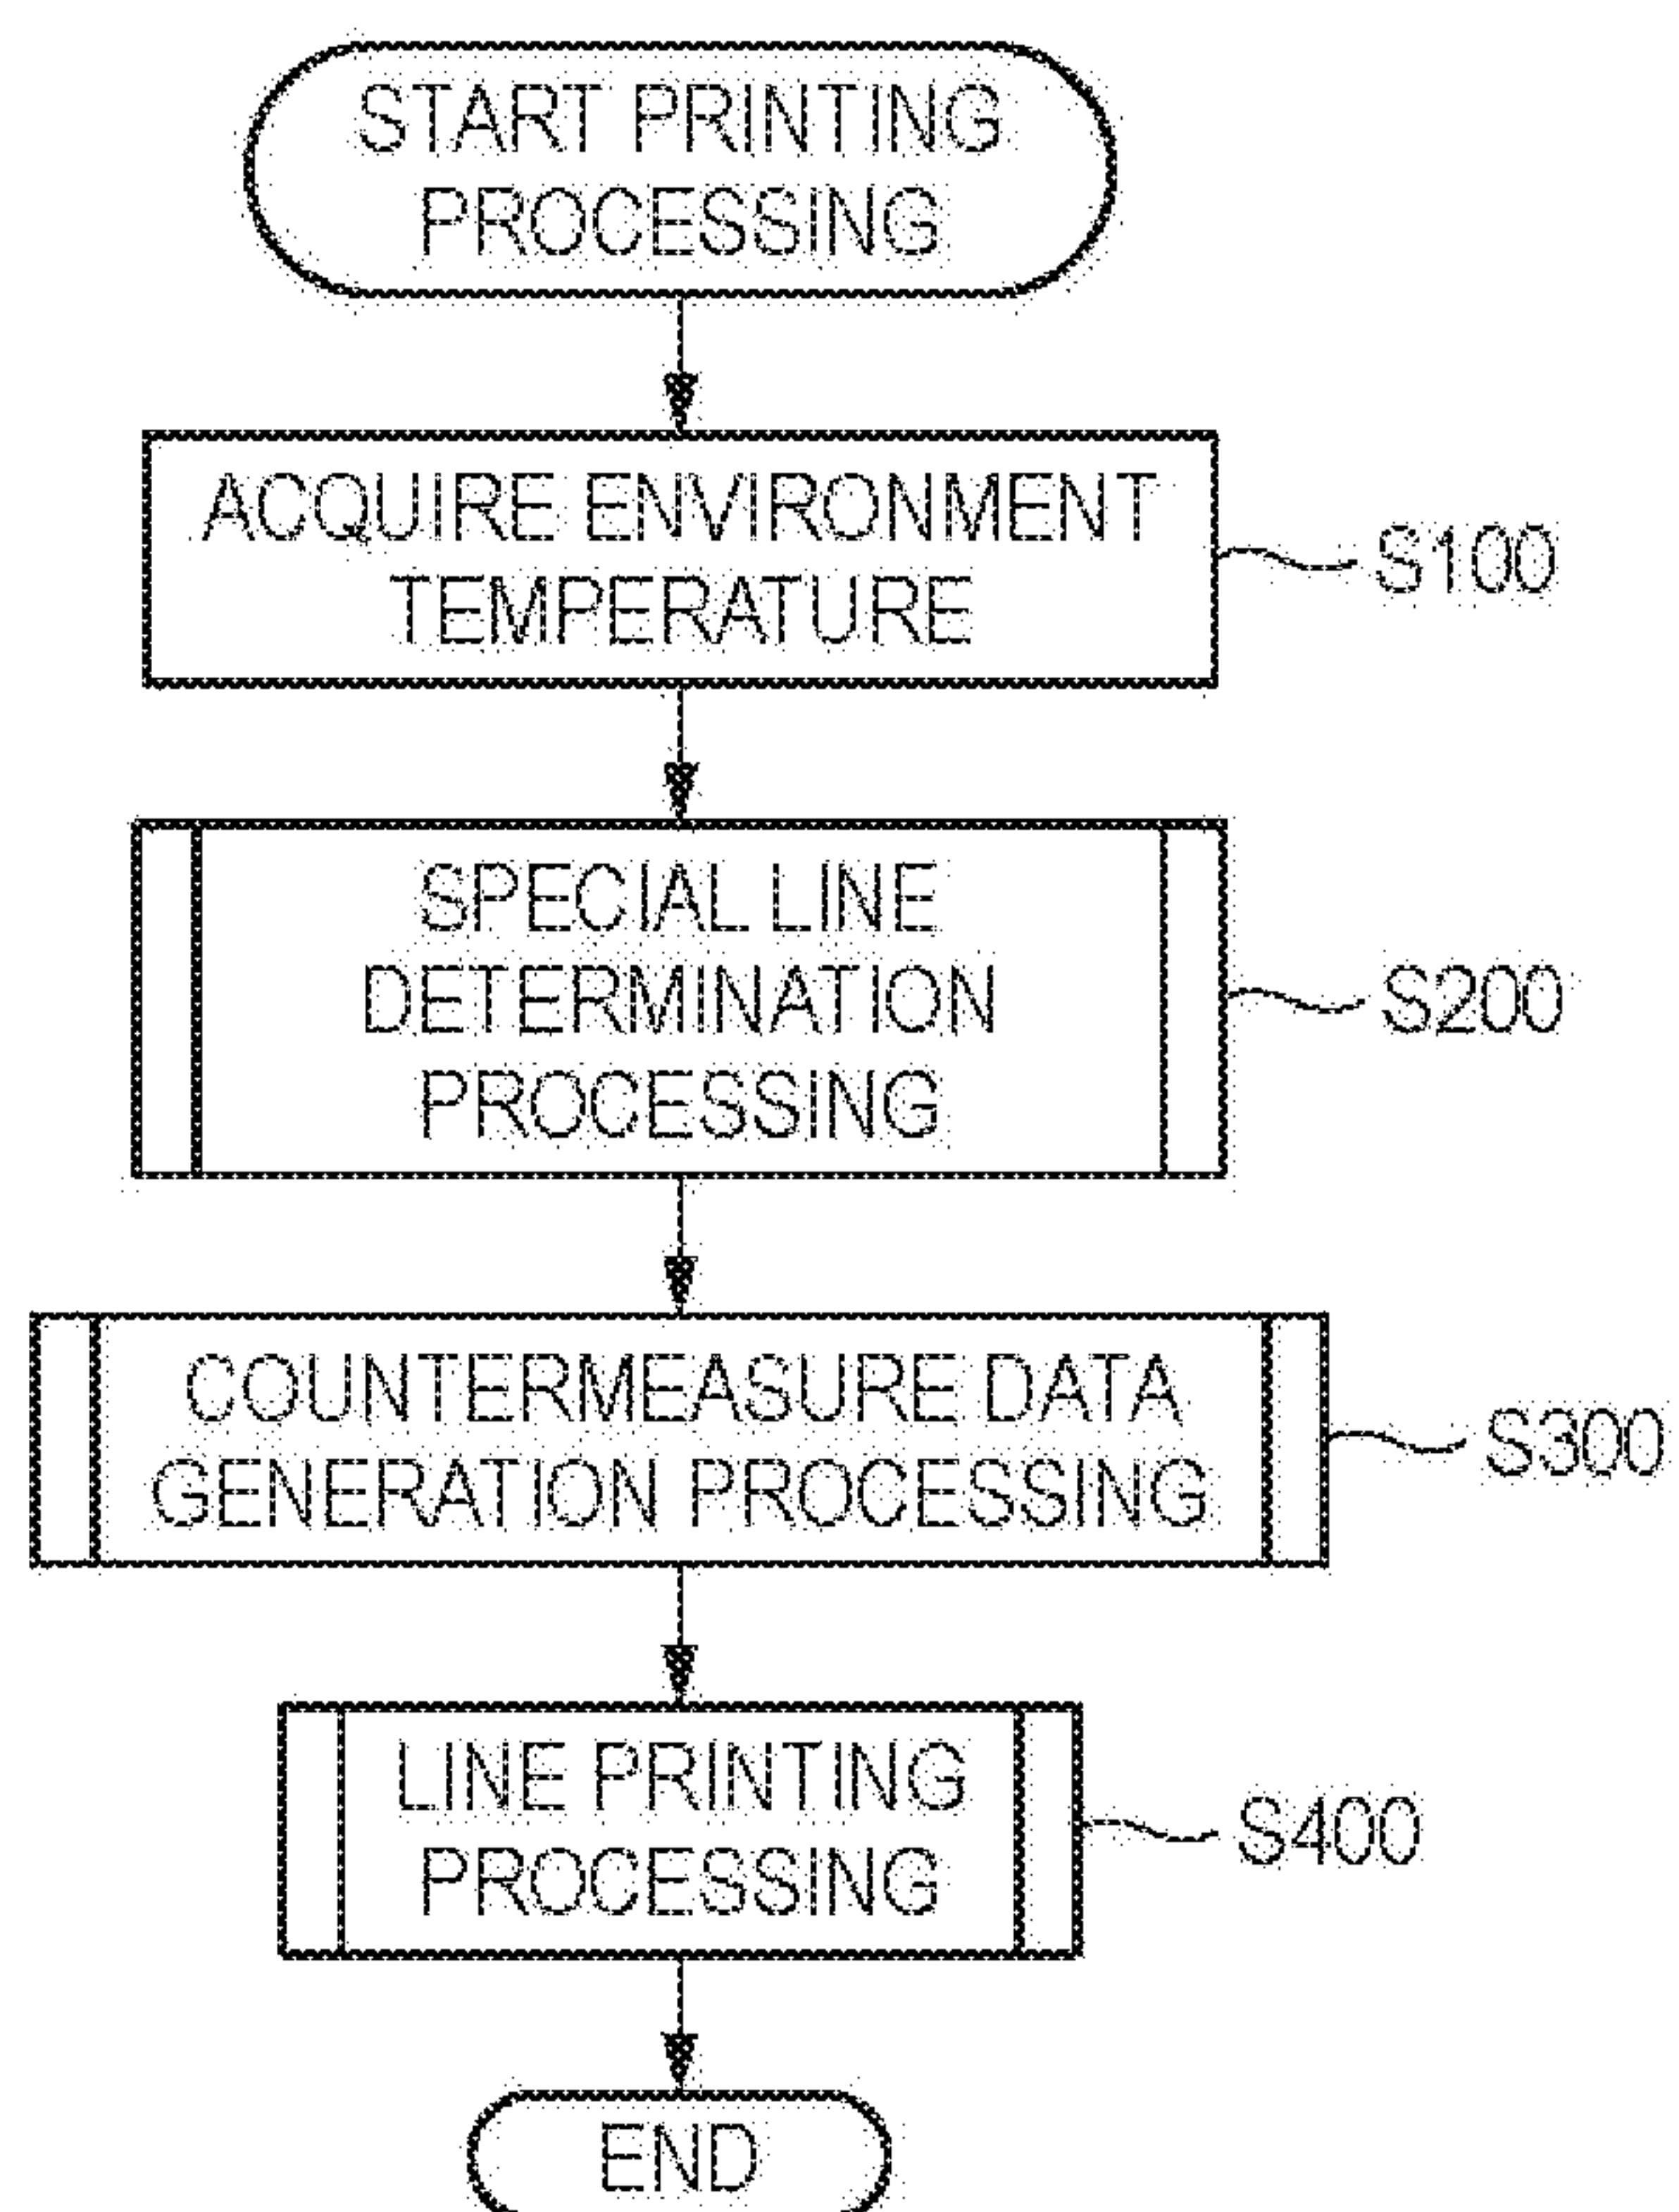 START PRINTING
PROCESSING
ACQUIRE ENVIRONMENT
TEMPERATURE
S100
SPECIAL LINE
DETERMINATION
PROCESSING
S200
COUNTERMEASURE DATA
GENERATION PROCESSING
S300
LINE PRINTING
PROCESSING
S400
END